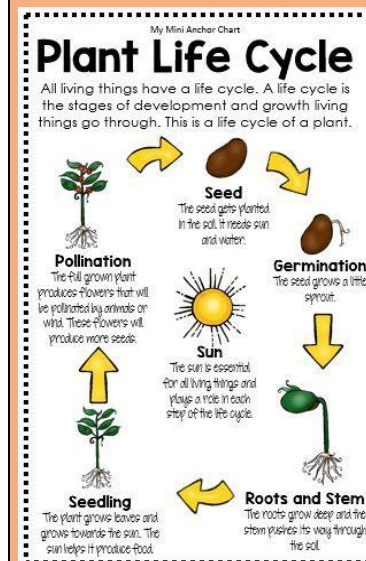 My Mini Anchor Chart
Plant Life Cycle
All living things have a life cycle. A life cycle is
the stages of development and growth living
things go through. This is a life cycle of a plant.
Seed
The seed gets planted
in the soil. It needs sun
and water.
Germination
The seed grows a little
sprout.
Roots and Stem
The roots grow deep and the
stem pushes its way through
the soil.
Seedling
The plant grows leaves and
grows towards the sun. The
sun helps it produce food.
Pollination
The full grown plant
produces flowers that will
be pollinated by animals or
wind. These flowers will
produce more seeds.
Sun
The sun is essential
for all living things and
plays a role in each
step of the life cycle.